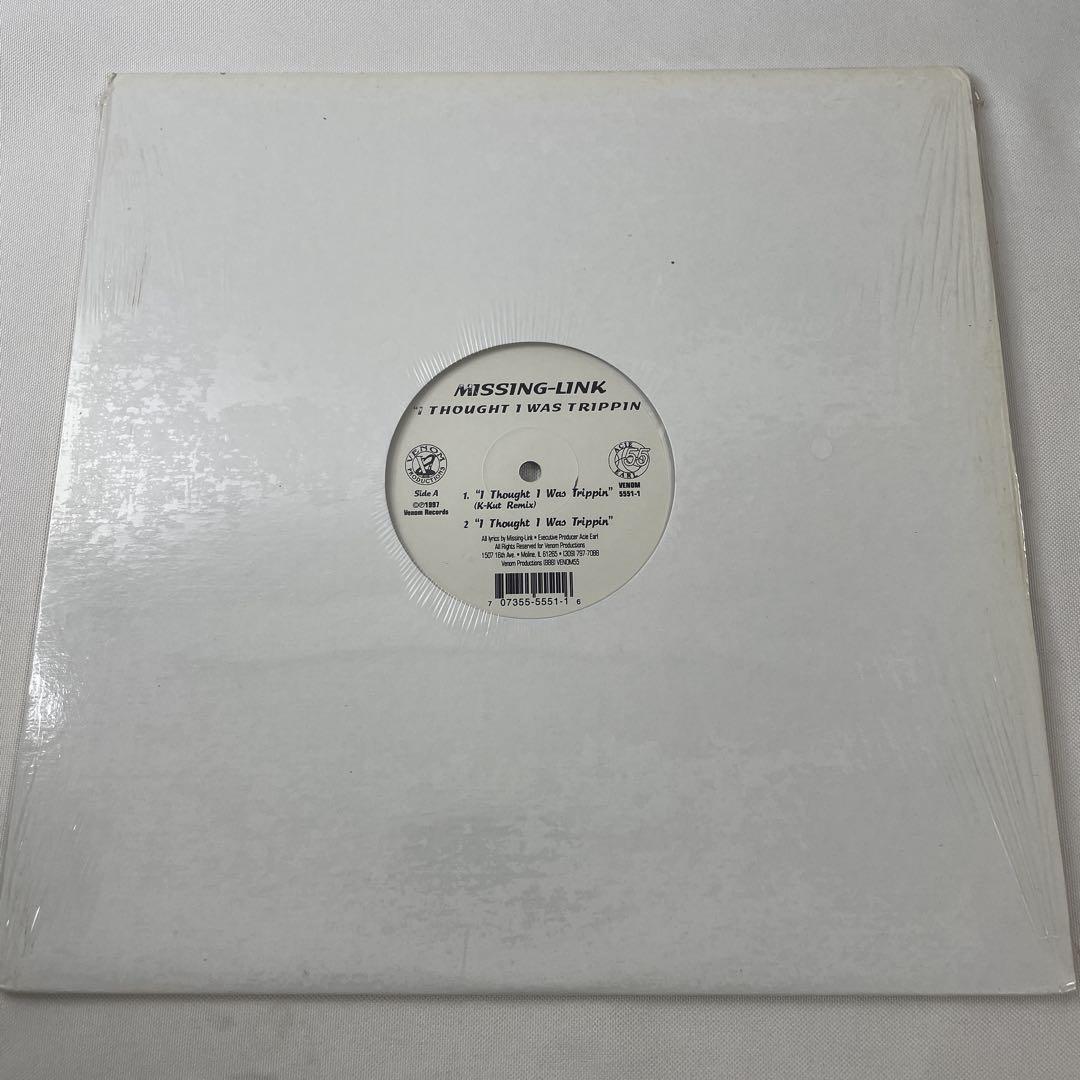 MISSING-LINK
"I THOUGHT I WAS TRIPPIN
VENOM
PRODUCTIONS
Side A
©℗1997
Venom Records
ACIE
55
EARL
VENOM
5551-1
1. "I Thought I Was Trippin"
(K-Kut Remix)
2 "I Thought I Was Trippin"
All lyrics by Missing-Link • Executive Producer Acie Earl
All Rights Reserved for Venom Productions
1507 16th Ave. • Moline, IL 61265 • (309) 797-7088
Venom Productions (888) VENOM55
7 07355-5551-1 6